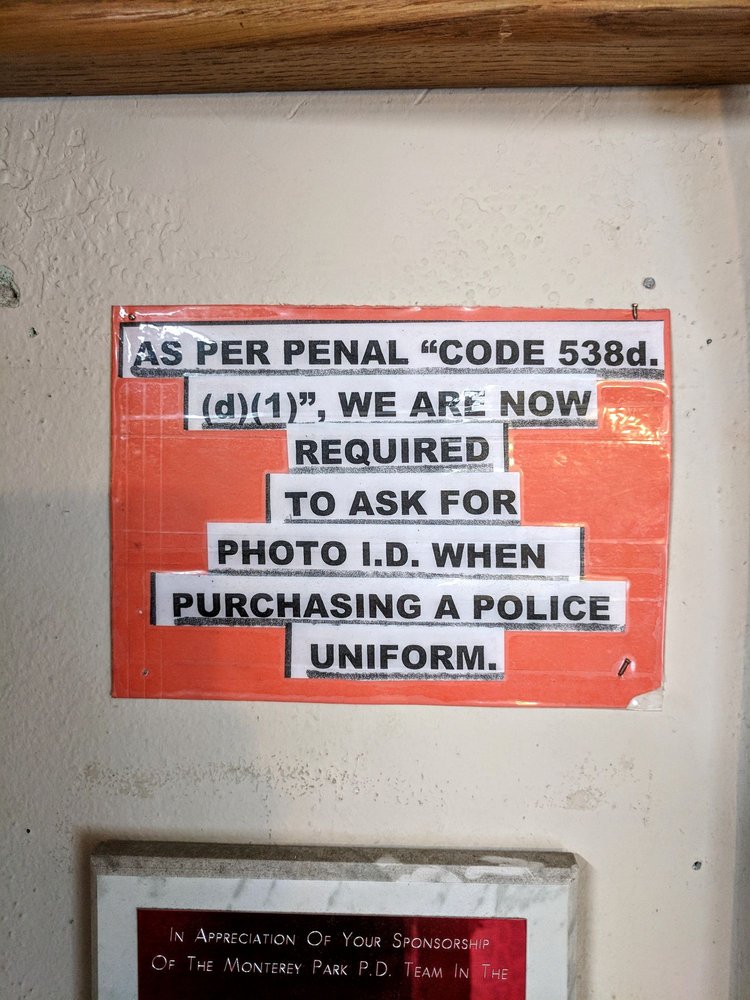 AS PER PENAL “CODE 538d.
(d)(1)”, WE ARE NOW
REQUIRED
TO ASK FOR
PHOTO I.D. WHEN
PURCHASING A POLICE
UNIFORM.
In Appreciation Of Your Sponsorship
Of The Monterey Park P.D. Team In The